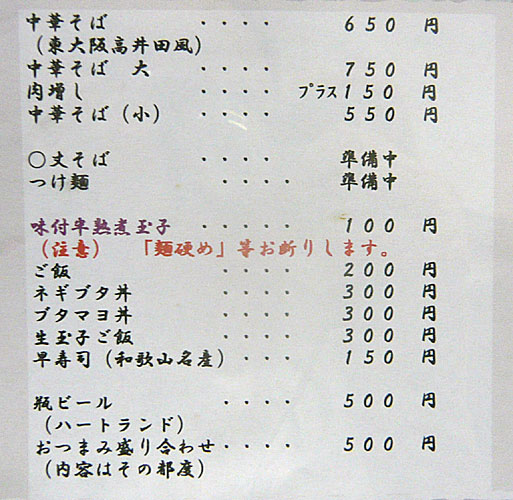 中華そば ・・・・ 650 円
（東大阪高井田風）
中華そば 大 ・・・・ 750 円
肉増し ・・・・ プラス150 円
中華そば（小） ・・・・ 550 円
○丈そば ・・・・ 準備中
つけ麺 ・・・・ 準備中
味付半熟煮玉子 ・・・・・ 100 円
（注意） 「麺硬め」等お断りします。
ご飯 ・・・・ 200 円
ネギブタ丼 ・・・・ 300 円
ブタマヨ丼 ・・・・ 300 円
生玉子ご飯 ・・・・ 300 円
早寿司（和歌山名産） ・・・ 150 円
瓶ビール ・・・・ 500 円
（ハートランド）
おつまみ盛り合わせ・・・・ 500 円
（内容はその都度）